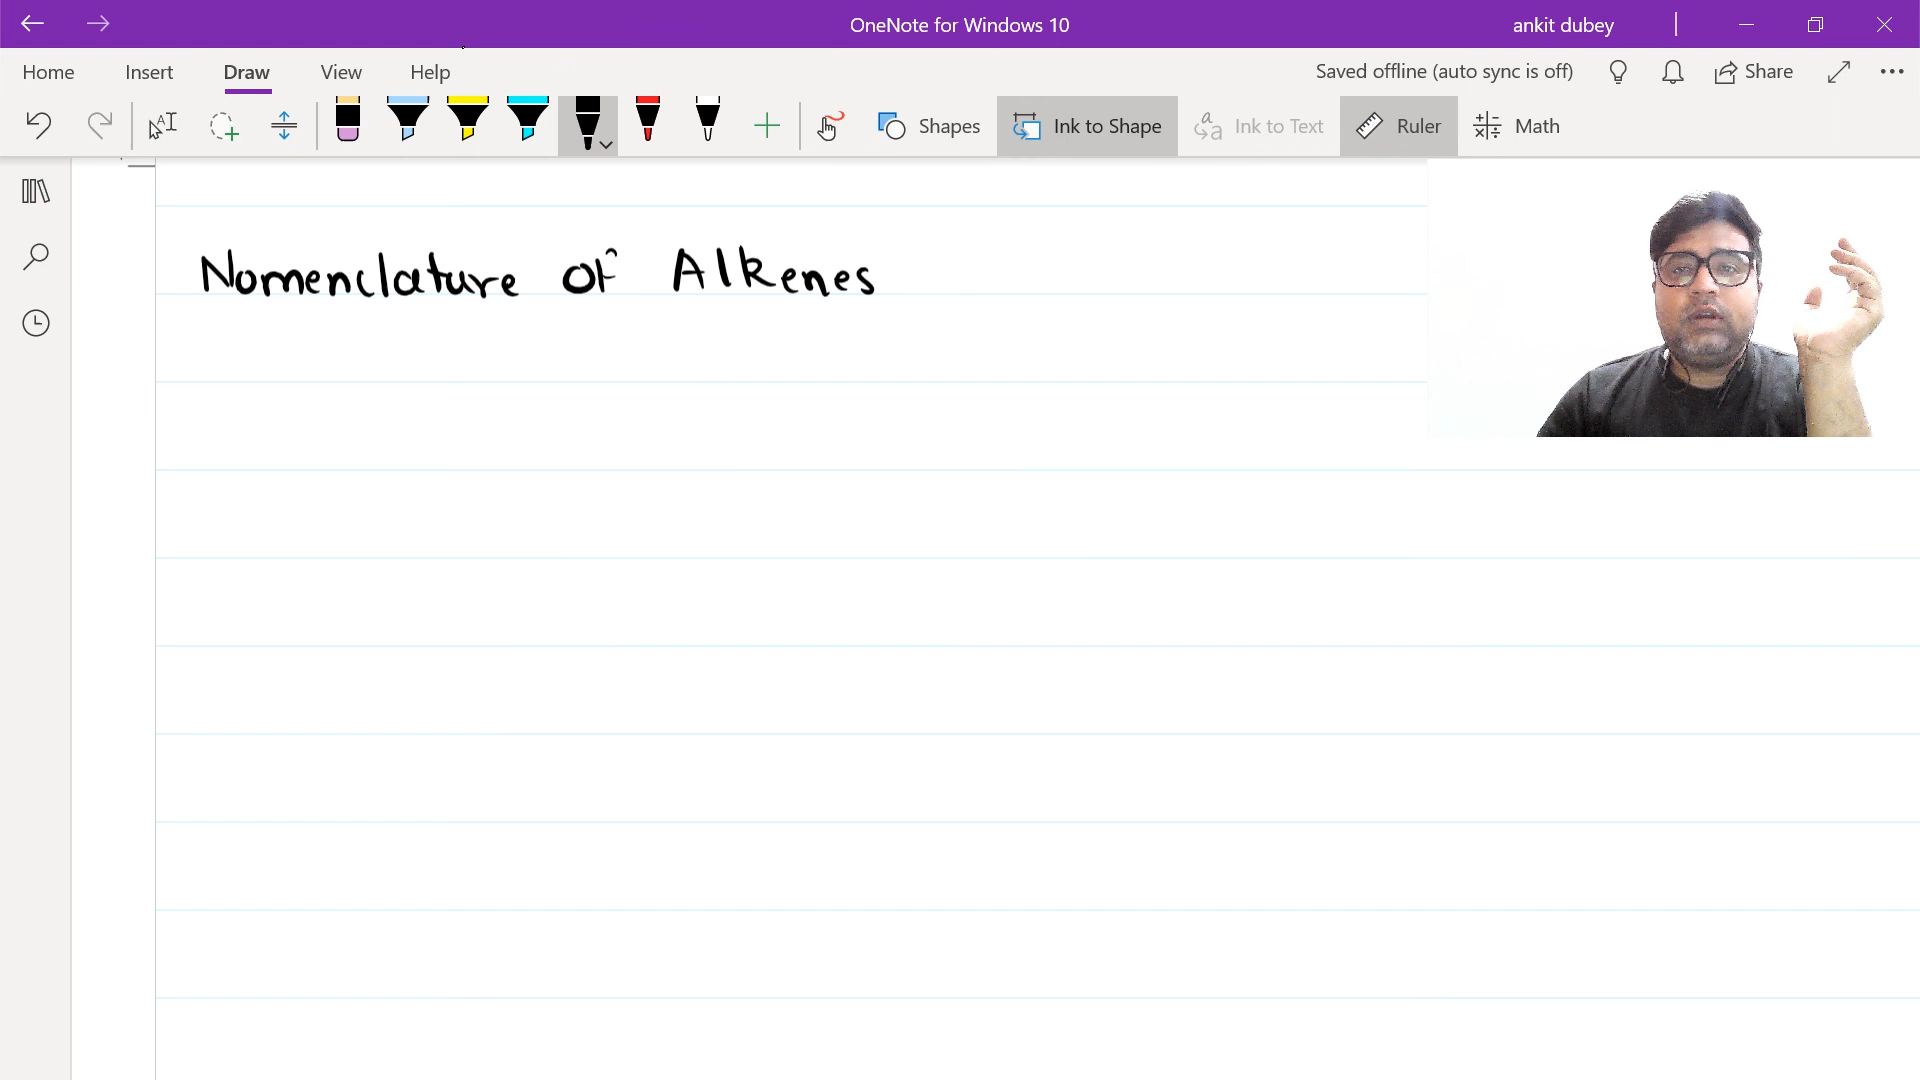 OneNote for Windows 10
ankit dubey
Home Insert Draw View Help
Saved offline (auto sync is off)
Share
Shapes
Ink to Shape
Ink to Text
Ruler
Math
Nomenclature of Alkenes